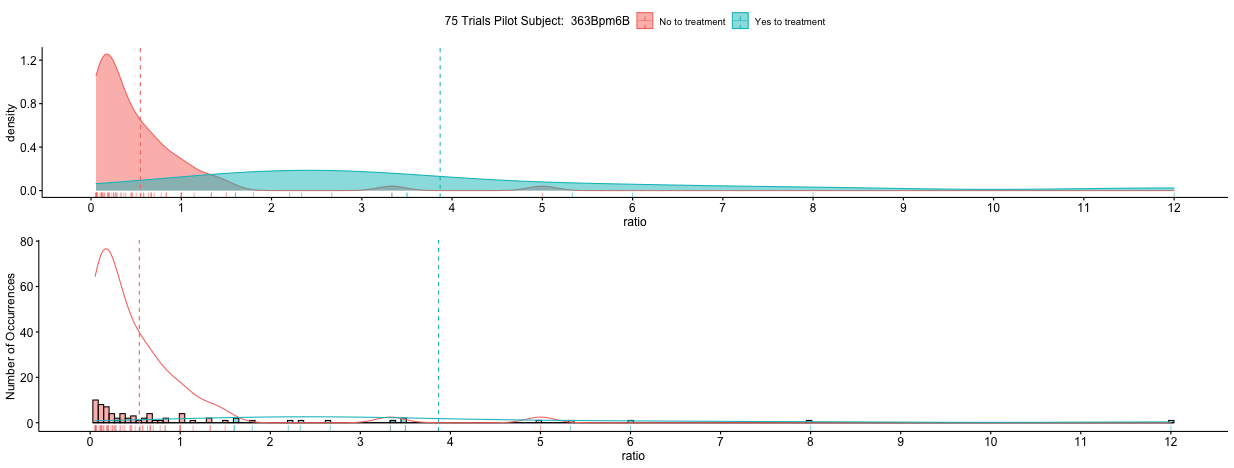 75 Trials Pilot Subject: 363Bpm6B No to treatment Yes to treatment
density
1.2
0.8
0.4
0.0
0 1 2 3 4 5 6 7 8 9 10 11 12
ratio
Number of Occurrences
80
60
40
20
0
0 1 2 3 4 5 6 7 8 9 10 11 12
ratio